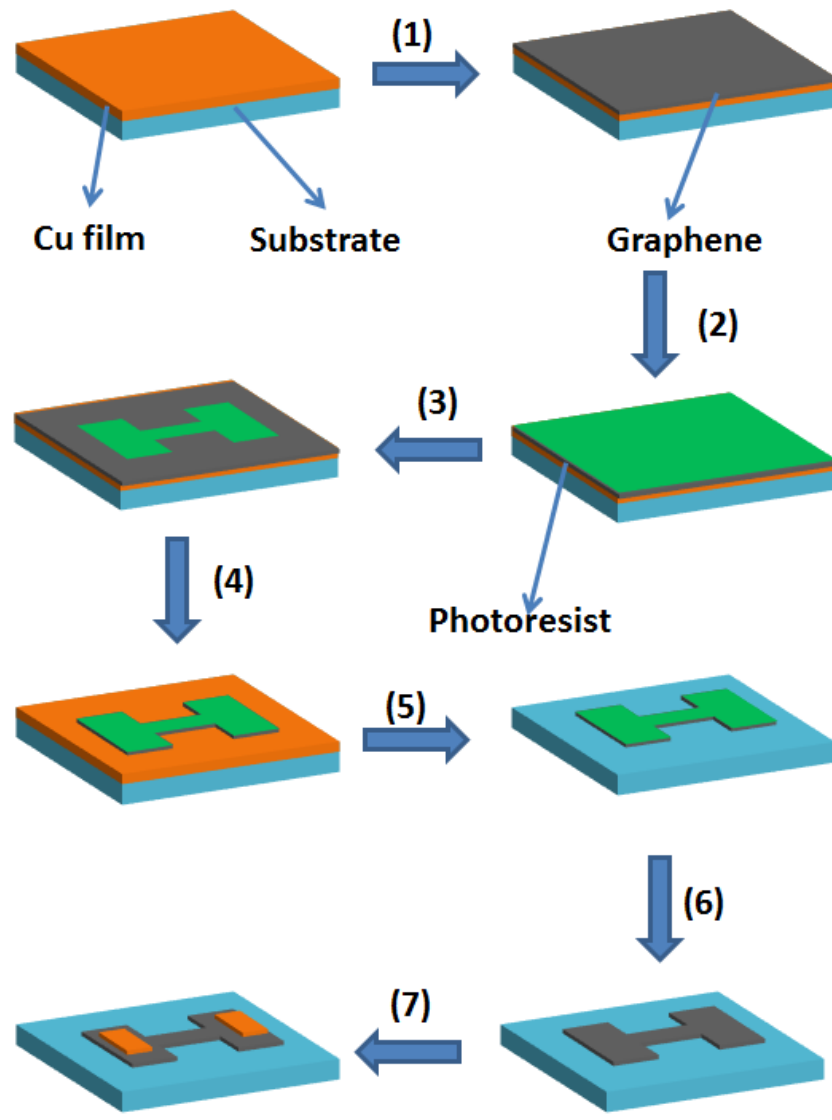 (1)
Cu film
Substrate
Graphene
(2)
(3)
(4)
Photoresist
(5)
(6)
(7)